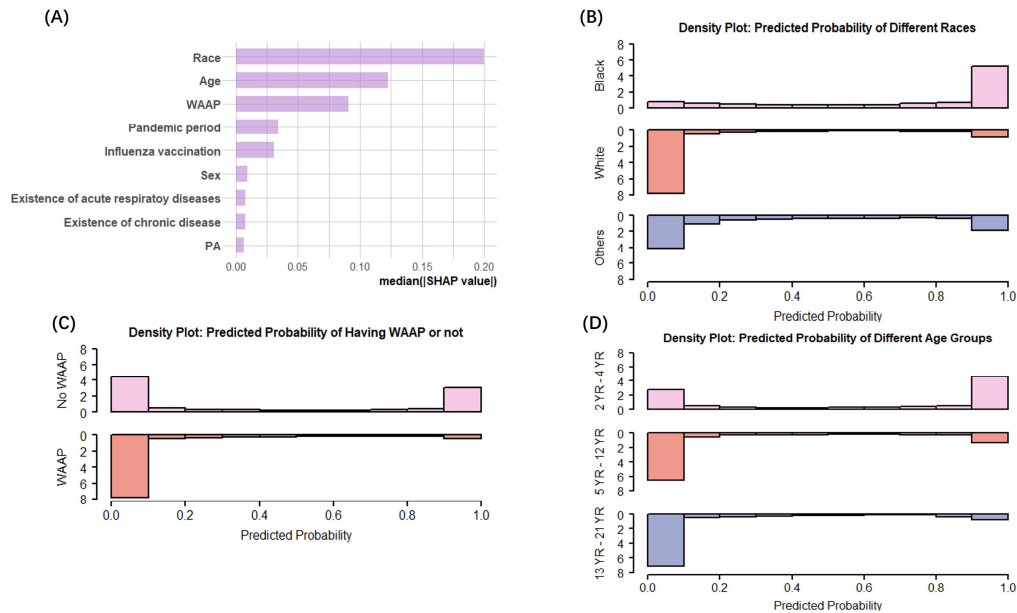 (A)
Race
Age
WAAP
Pandemic period
Influenza vaccination
Sex
Existence of acute respiratoy diseases
Existence of chronic disease
PA
0.00 0.05 0.10 0.15 0.20
median(|SHAP value|)
(B)
Density Plot: Predicted Probability of Different Races
Black
8
6
4
2
0
White
0
2
4
6
8
Others
0
2
4
6
8
0.0 0.2 0.4 0.6 0.8 1.0
Predicted Probability
(C)
Density Plot: Predicted Probability of Having WAAP or not
No WAAP
8
6
4
2
0
WAAP
0
2
4
6
8
0.0 0.2 0.4 0.6 0.8 1.0
Predicted Probability
(D)
Density Plot: Predicted Probability of Different Age Groups
2 YR - 4 YR
8
6
4
2
0
5 YR - 12 YR
0
2
4
6
8
13 YR - 21 YR
0
2
4
6
8
0.0 0.2 0.4 0.6 0.8 1.0
Predicted Probability